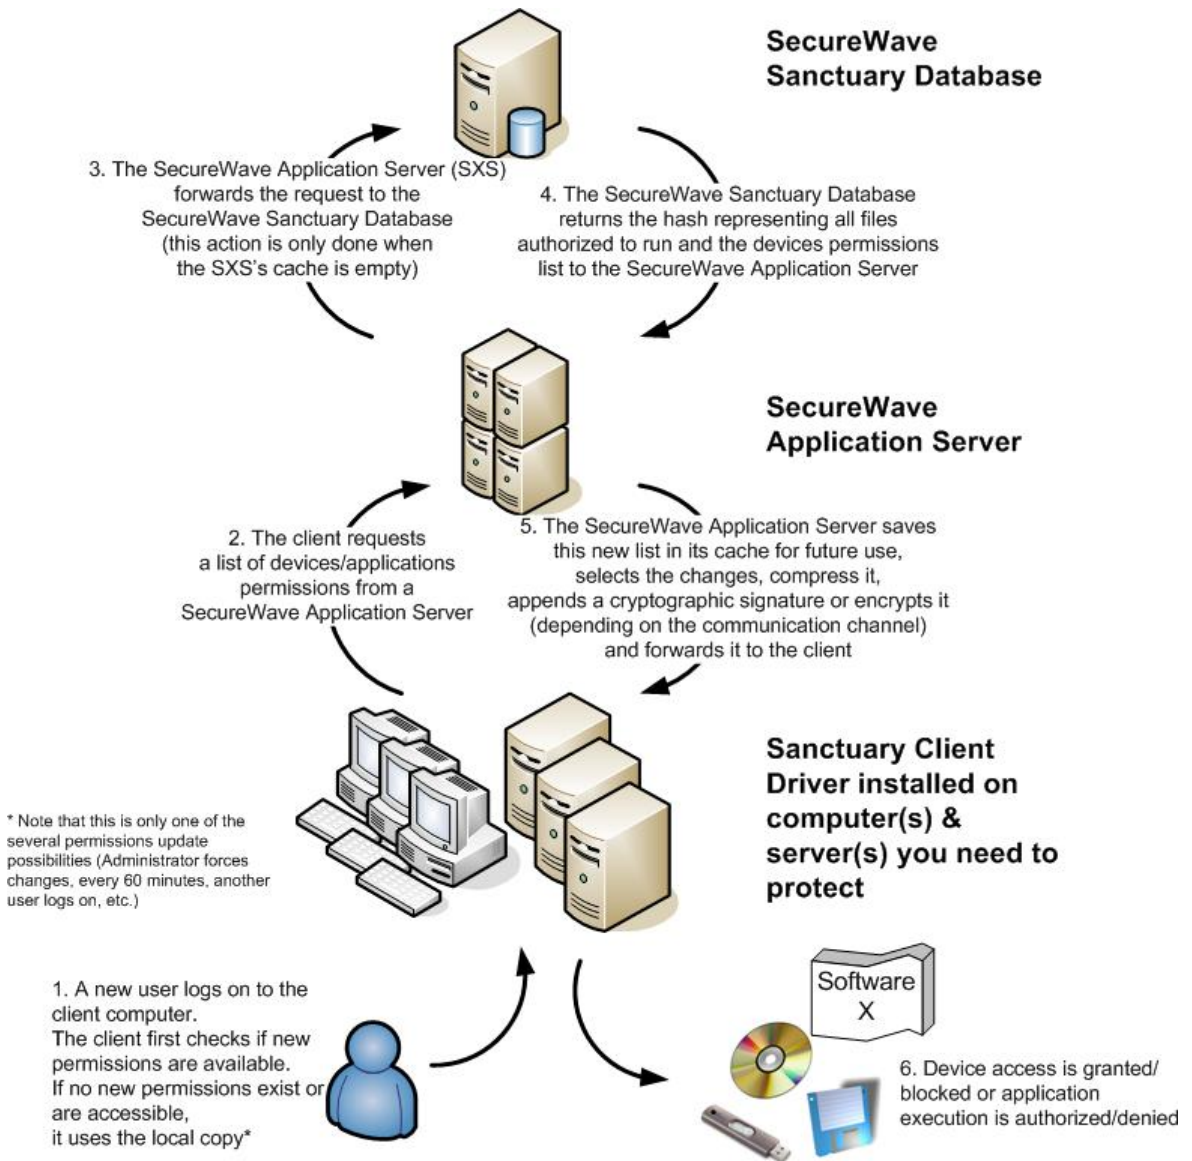 SecureWave
Sanctuary Database
3. The SecureWave Application Server (SXS)
forwards the request to the
SecureWave Sanctuary Database
(this action is only done when
the SXS's cache is empty)
4. The SecureWave Sanctuary Database
returns the hash representing all files
authorized to run and the devices permissions
list to the SecureWave Application Server
SecureWave
Application Server
2. The client requests
a list of devices/applications
permissions from a
SecureWave Application Server
5. The SecureWave Application Server saves
this new list in its cache for future use,
selects the changes, compress it,
appends a cryptographic signature or encrypts it
(depending on the communication channel)
and forwards it to the client
Sanctuary Client
Driver installed on
computer(s) &
server(s) you need to
protect
* Note that this is only one of the
several permissions update
possibilities (Administrator forces
changes, every 60 minutes, another
user logs on, etc.)
1. A new user logs on to the
client computer.
The client first checks if new
permissions are available.
If no new permissions exist or
are accessible,
it uses the local copy*
Software
X
6. Device access is granted/
blocked or application
execution is authorized/denied